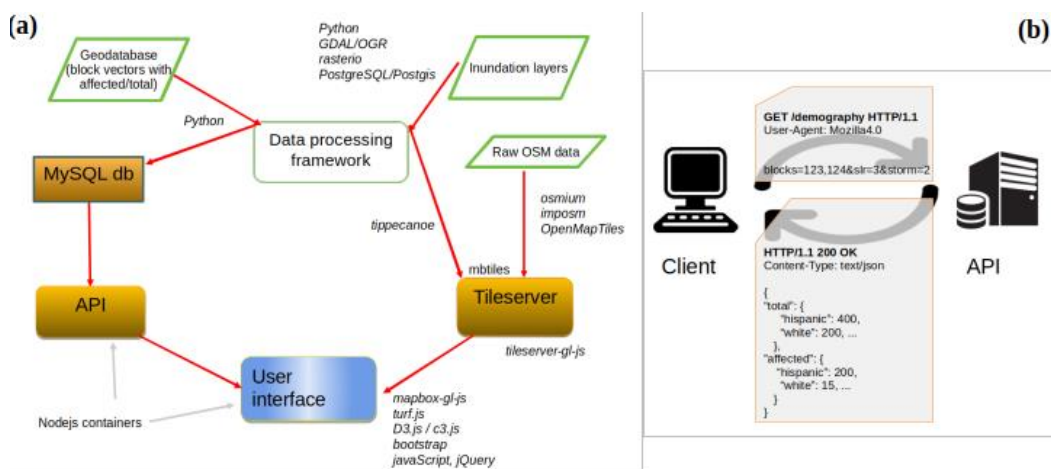 (a)
Geodatabase
(block vectors with
affected/total)
Python
GDAL/OGR
rasterio
PostgreSQL/Postgis
Inundation layers
Python
Data processing
framework
Raw OSM data
MySQL db
osmium
imposm
OpenMapTiles
tippecanoe
mbtiles
API
Tileserver
tileserver-gl-js
User
interface
Nodejs containers
mapbox-gl-js
turf.js
D3.js / c3.js
bootstrap
javaScript, jQuery
(b)
GET /demography HTTP/1.1
User-Agent: Mozilla4.0
blocks=123,124&slr=3&storm=2
Client
API
HTTP/1.1 200 OK
Content-Type: text/json
{
"total": {
"hispanic": 400,
"white": 200, ...
},
"affected": {
"hispanic": 200,
"white": 15, ...
}
}